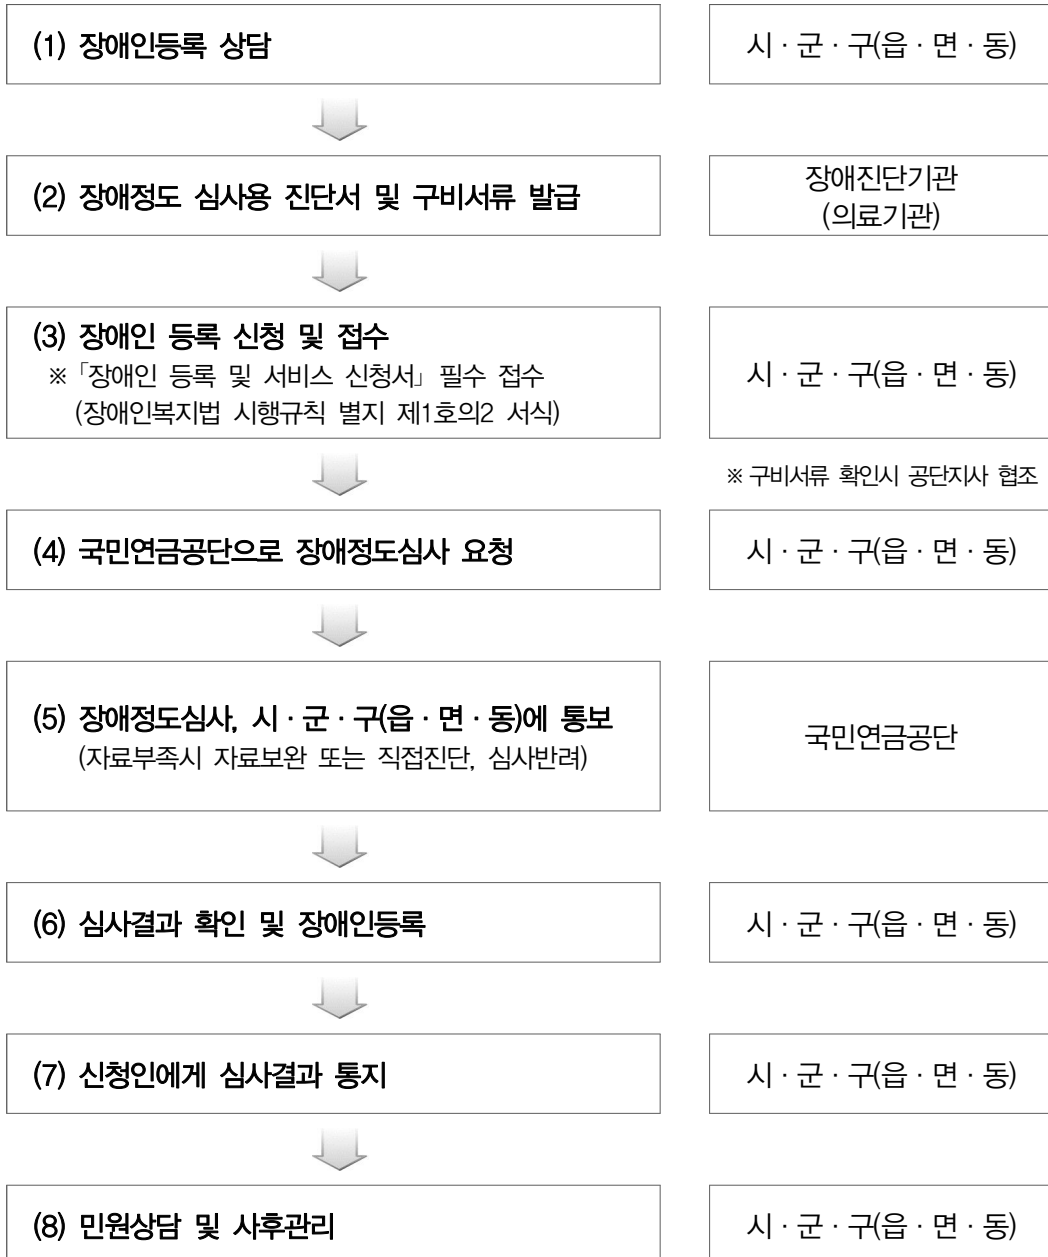 (1) 장애인등록 상담
시 · 군 · 구(읍 · 면 · 동)
(2) 장애정도 심사용 진단서 및 구비서류 발급
장애진단기관
(의료기관)
(3) 장애인 등록 신청 및 접수
※「장애인 등록 및 서비스 신청서」 필수 접수
(장애인복지법 시행규칙 별지 제1호의2 서식)
시 · 군 · 구(읍 · 면 · 동)
※ 구비서류 확인시 공단지사 협조
(4) 국민연금공단으로 장애정도심사 요청
시 · 군 · 구(읍 · 면 · 동)
(5) 장애정도심사, 시 · 군 · 구(읍 · 면 · 동)에 통보
(자료부족시 자료보완 또는 직접진단, 심사반려)
국민연금공단
(6) 심사결과 확인 및 장애인등록
시 · 군 · 구(읍 · 면 · 동)
(7) 신청인에게 심사결과 통지
시 · 군 · 구(읍 · 면 · 동)
(8) 민원상담 및 사후관리
시 · 군 · 구(읍 · 면 · 동)